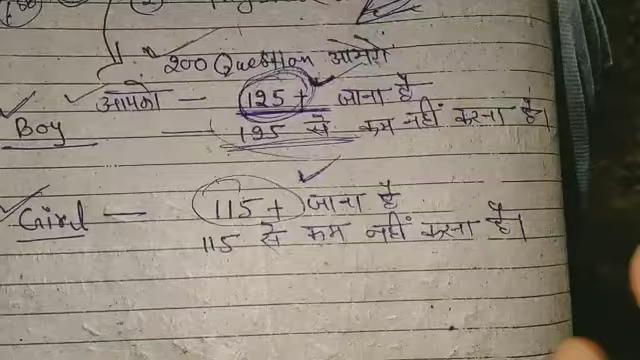 200 Question आयेगे
आपको — 125+ जाना है
Boy — 125 से कम नहीं करना है।
Girl — 115+ जाना है
115 से कम नहीं करना है।